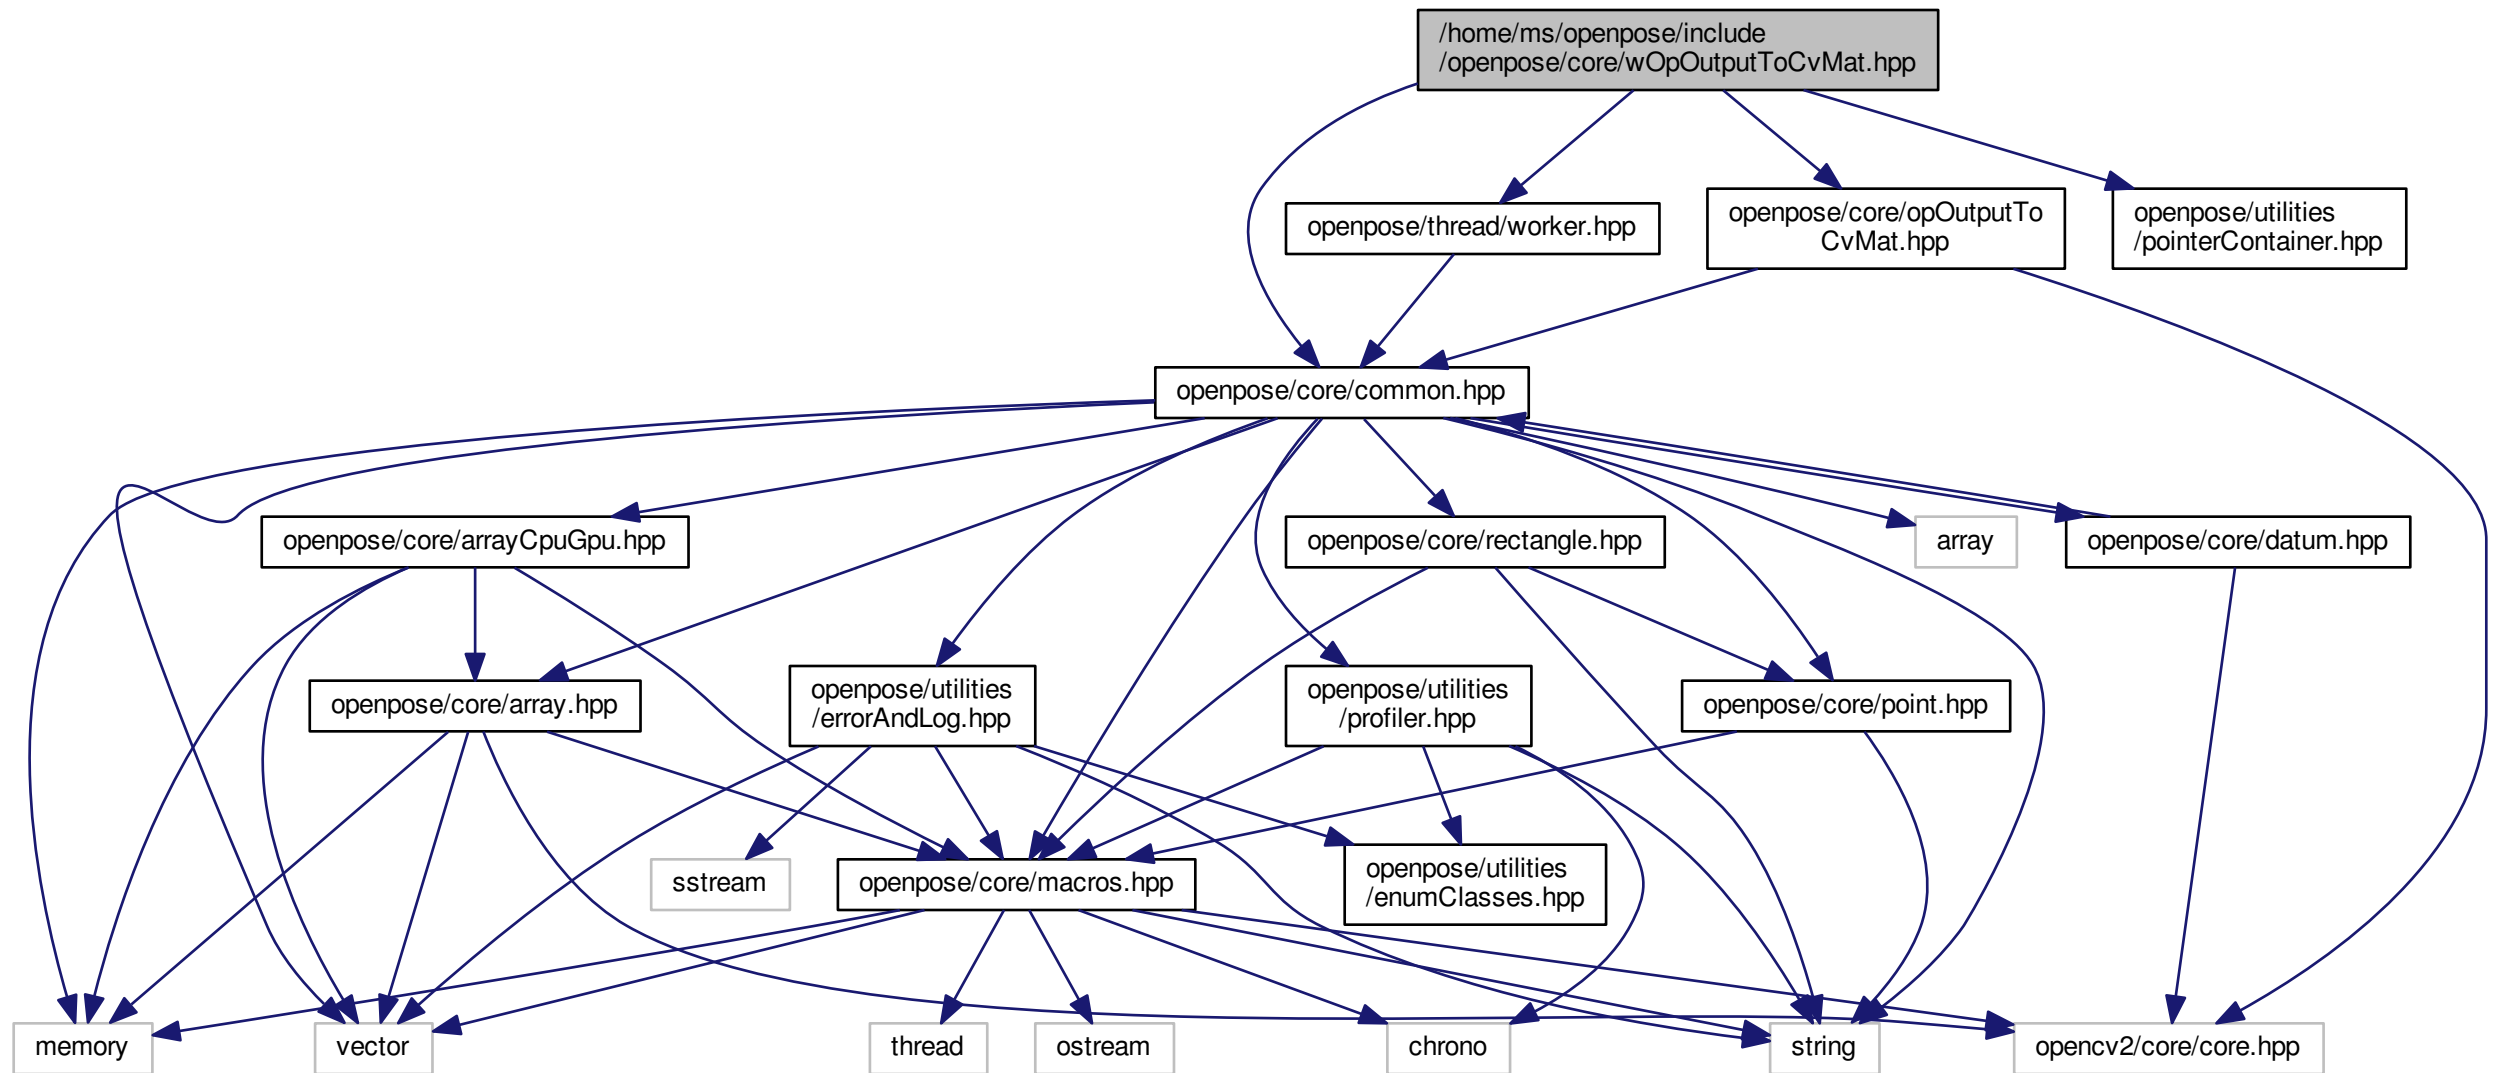 /home/ms/openpose/include
/openpose/core/wOpOutputToCvMat.hpp
openpose/thread/worker.hpp
openpose/core/opOutputTo
CvMat.hpp
openpose/utilities
/pointerContainer.hpp
openpose/core/common.hpp
openpose/core/arrayCpuGpu.hpp
openpose/core/rectangle.hpp
array
openpose/core/datum.hpp
openpose/core/array.hpp
openpose/utilities
/errorAndLog.hpp
openpose/utilities
/profiler.hpp
openpose/core/point.hpp
sstream
openpose/core/macros.hpp
openpose/utilities
/enumClasses.hpp
memory
vector
thread
ostream
chrono
string
opencv2/core/core.hpp